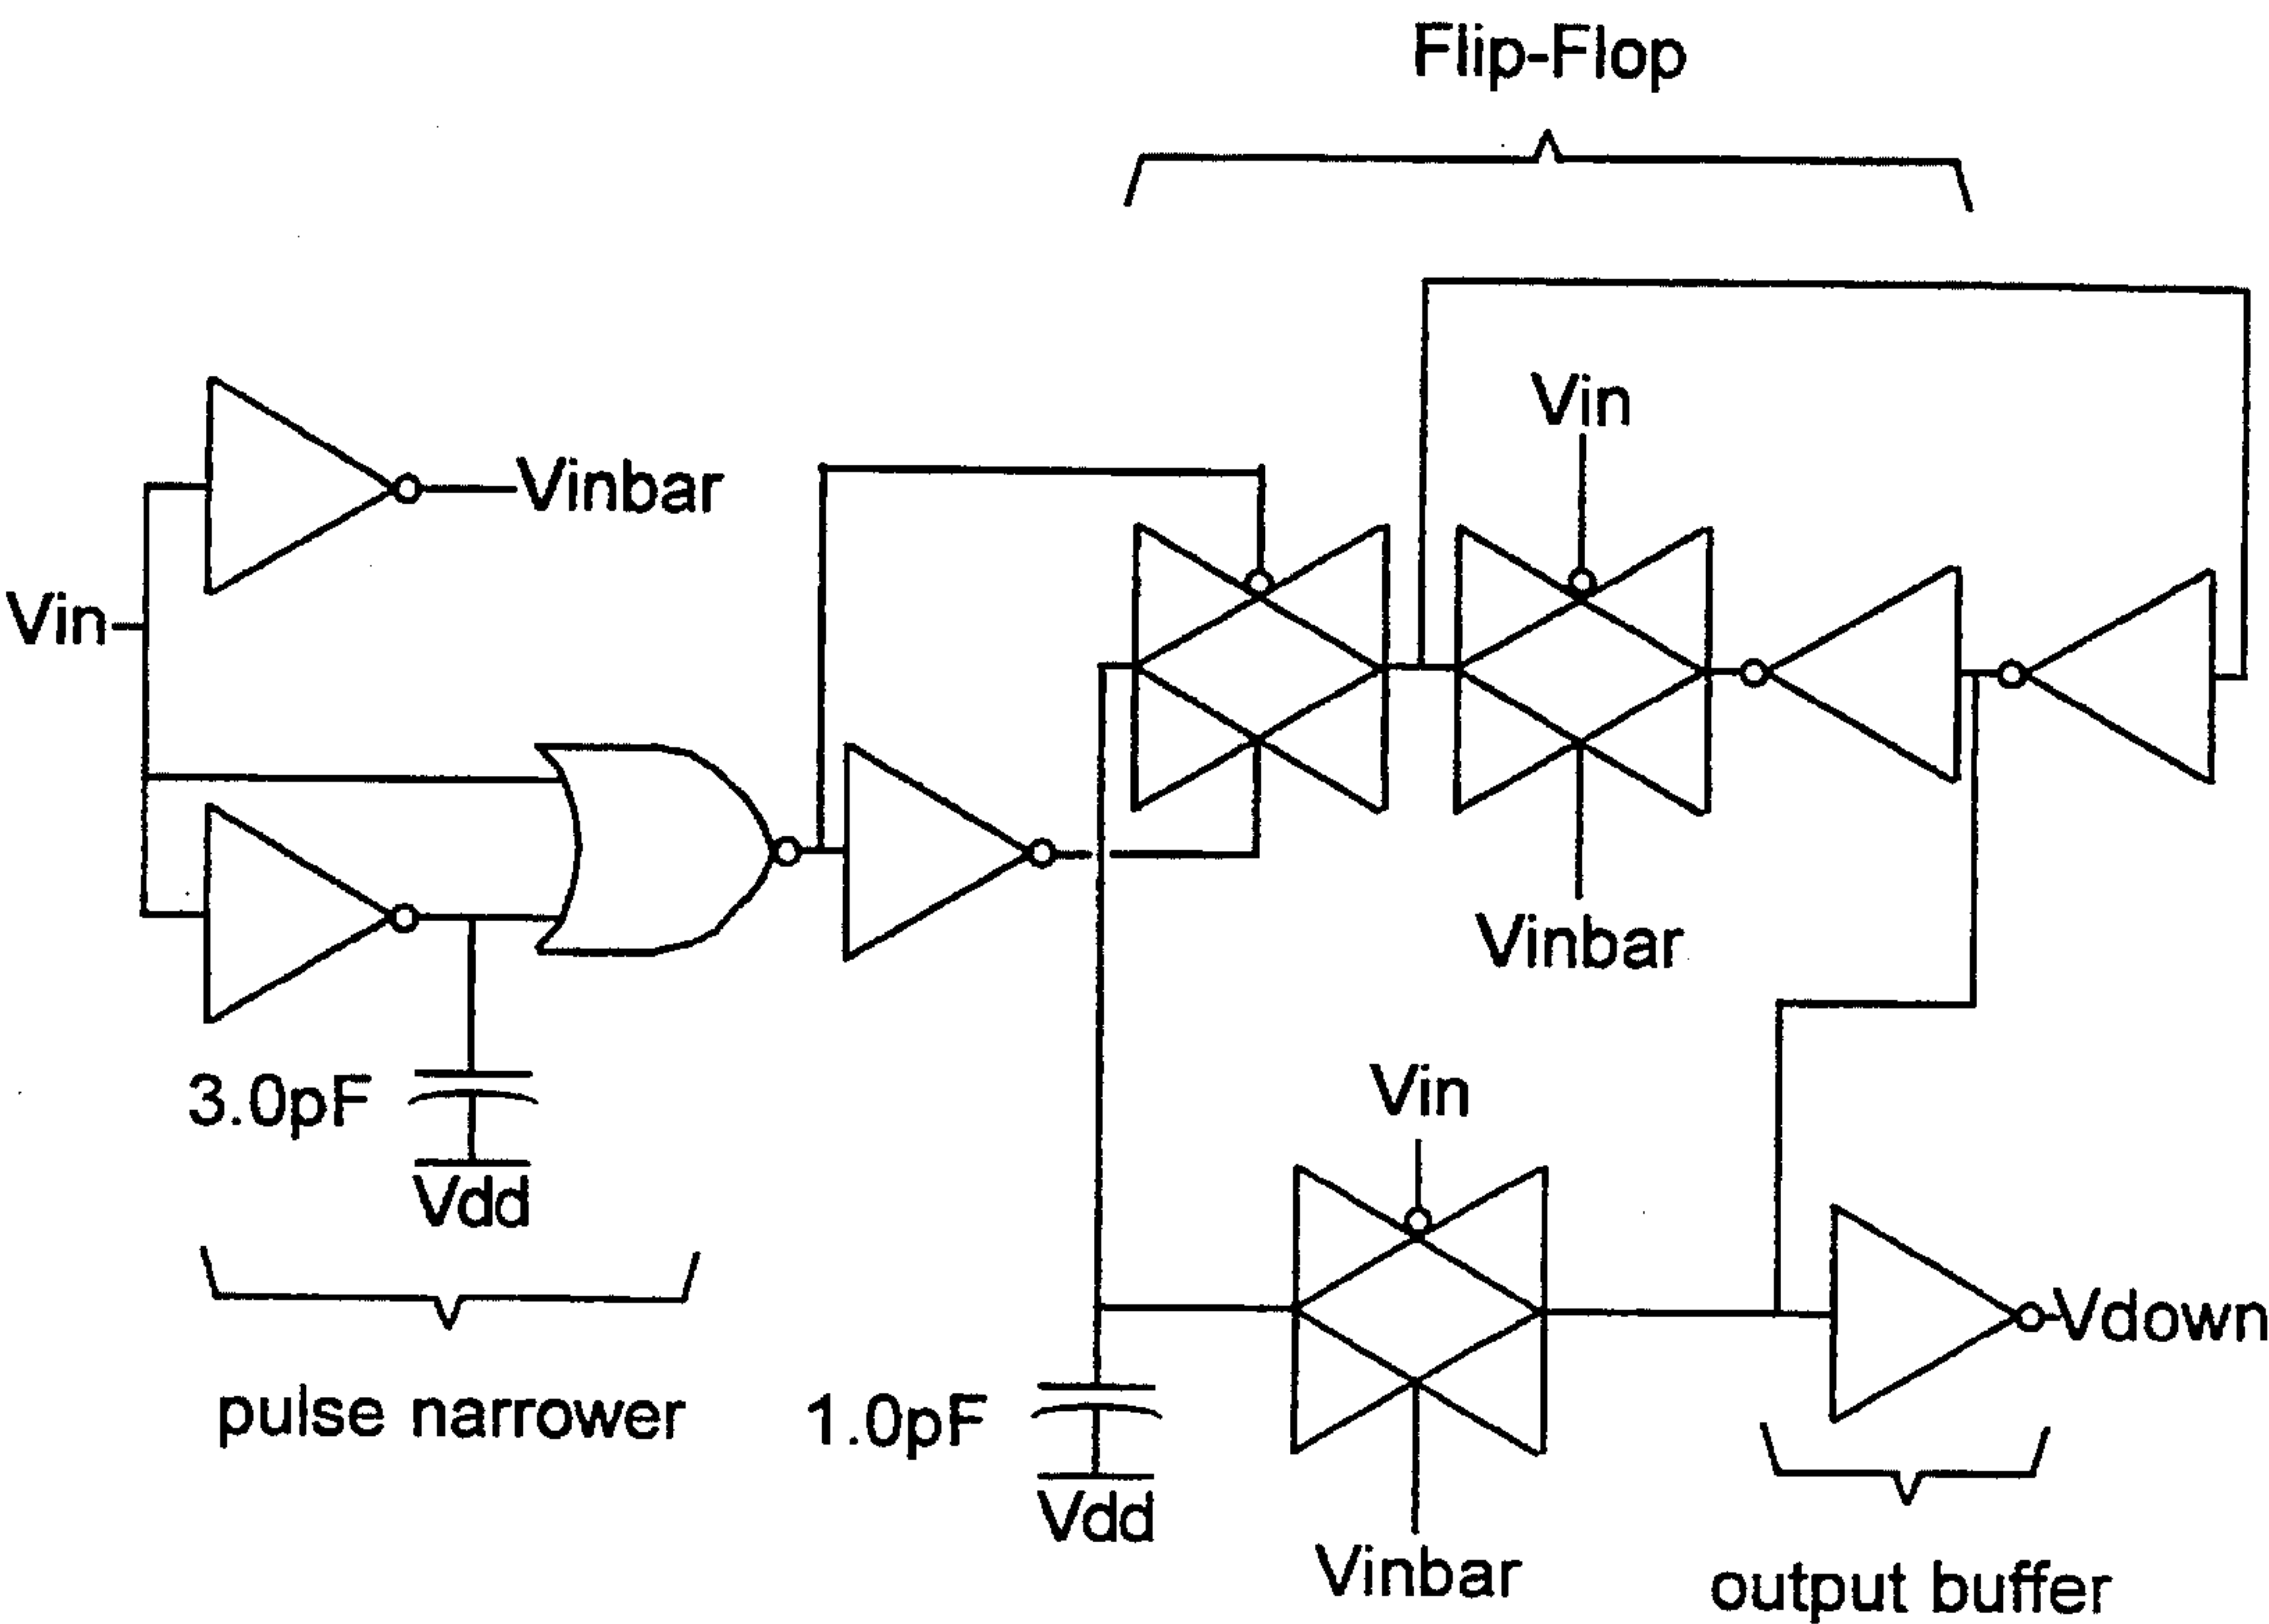 Flip-Flop
Vin
Vinbar
Vin
Vinbar
3.0pF
Vdd
Vin
pulse narrower
1.0pF
Vdd
Vdown
Vinbar
output buffer